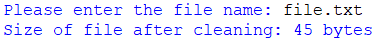 Please enter the file name: file.txt
Size of file after cleaning: 45 bytes